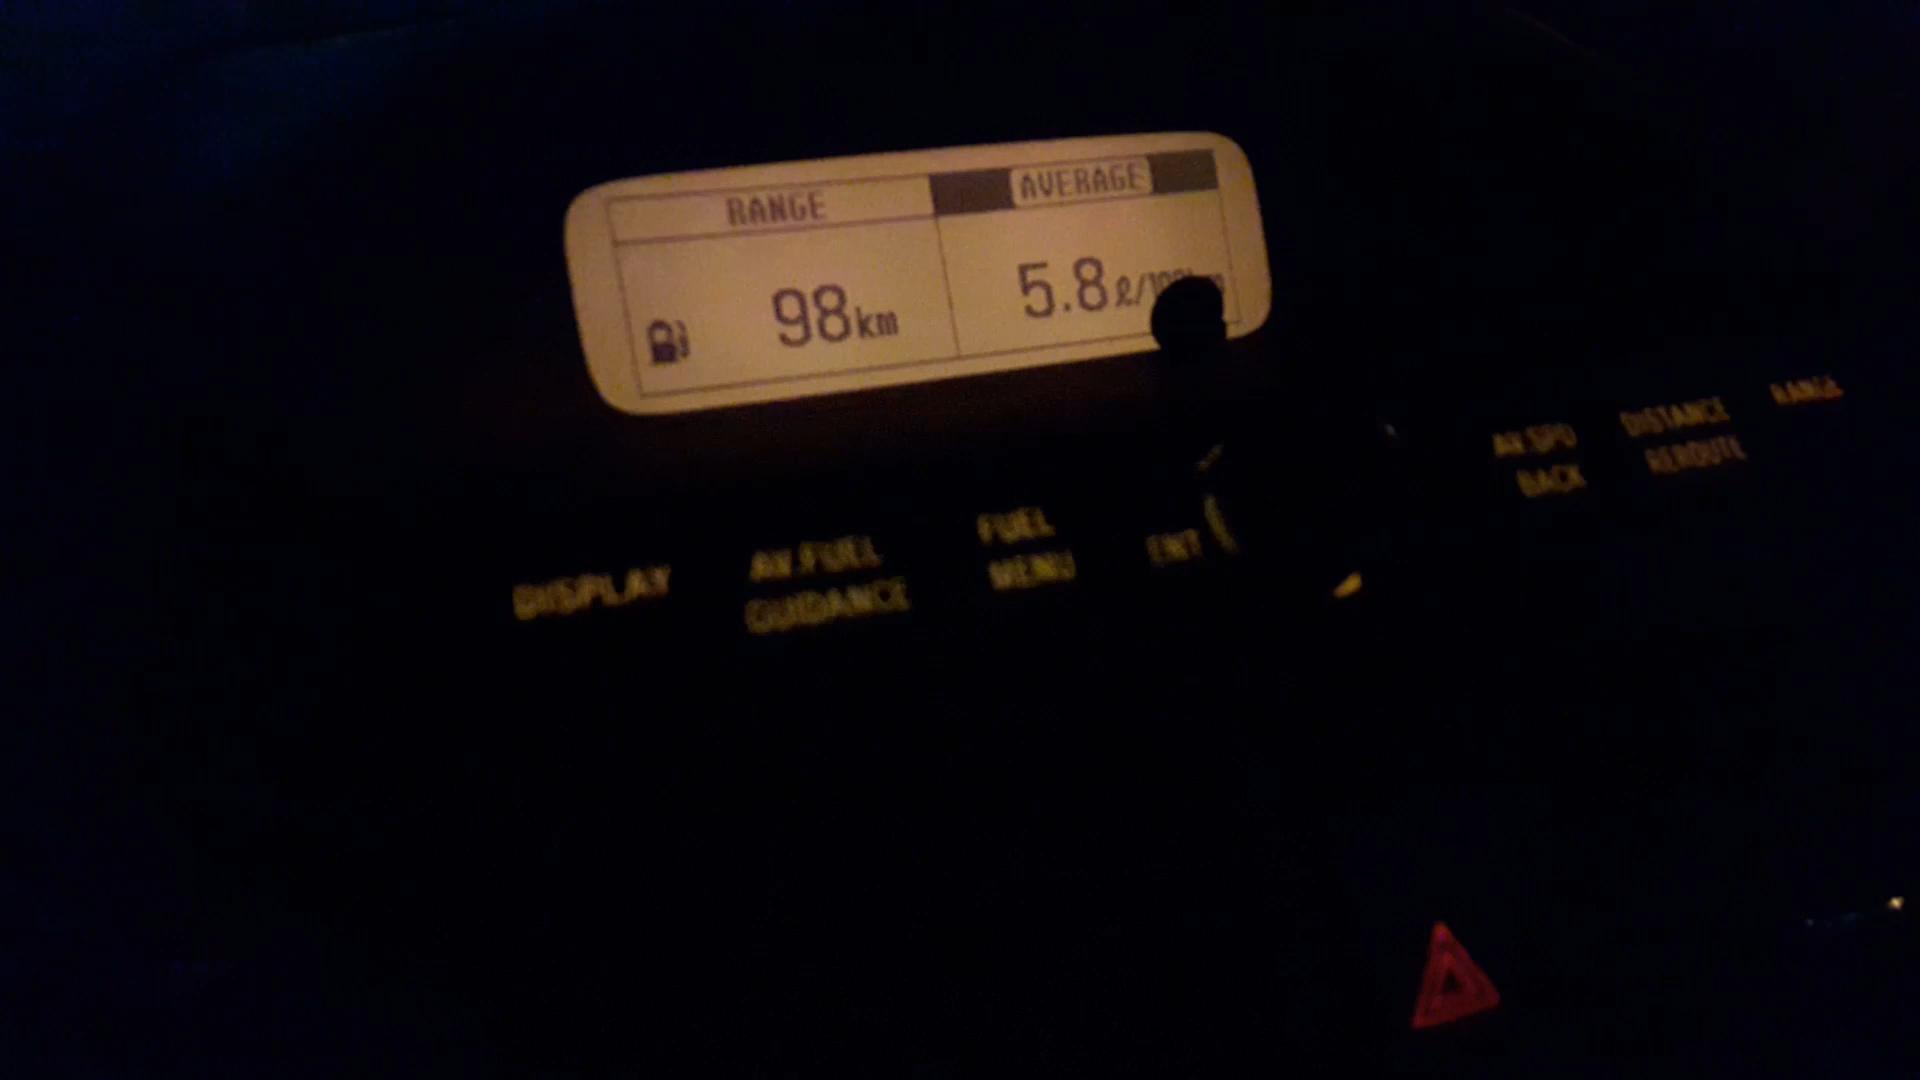 RANGE AVERAGE
98km 5.8ℓ/100km
RANGE
AV.SPD DISTANCE
BACK REROUTE
DISPLAY AV.FUEL FUEL
GUIDANCE MENU ENT